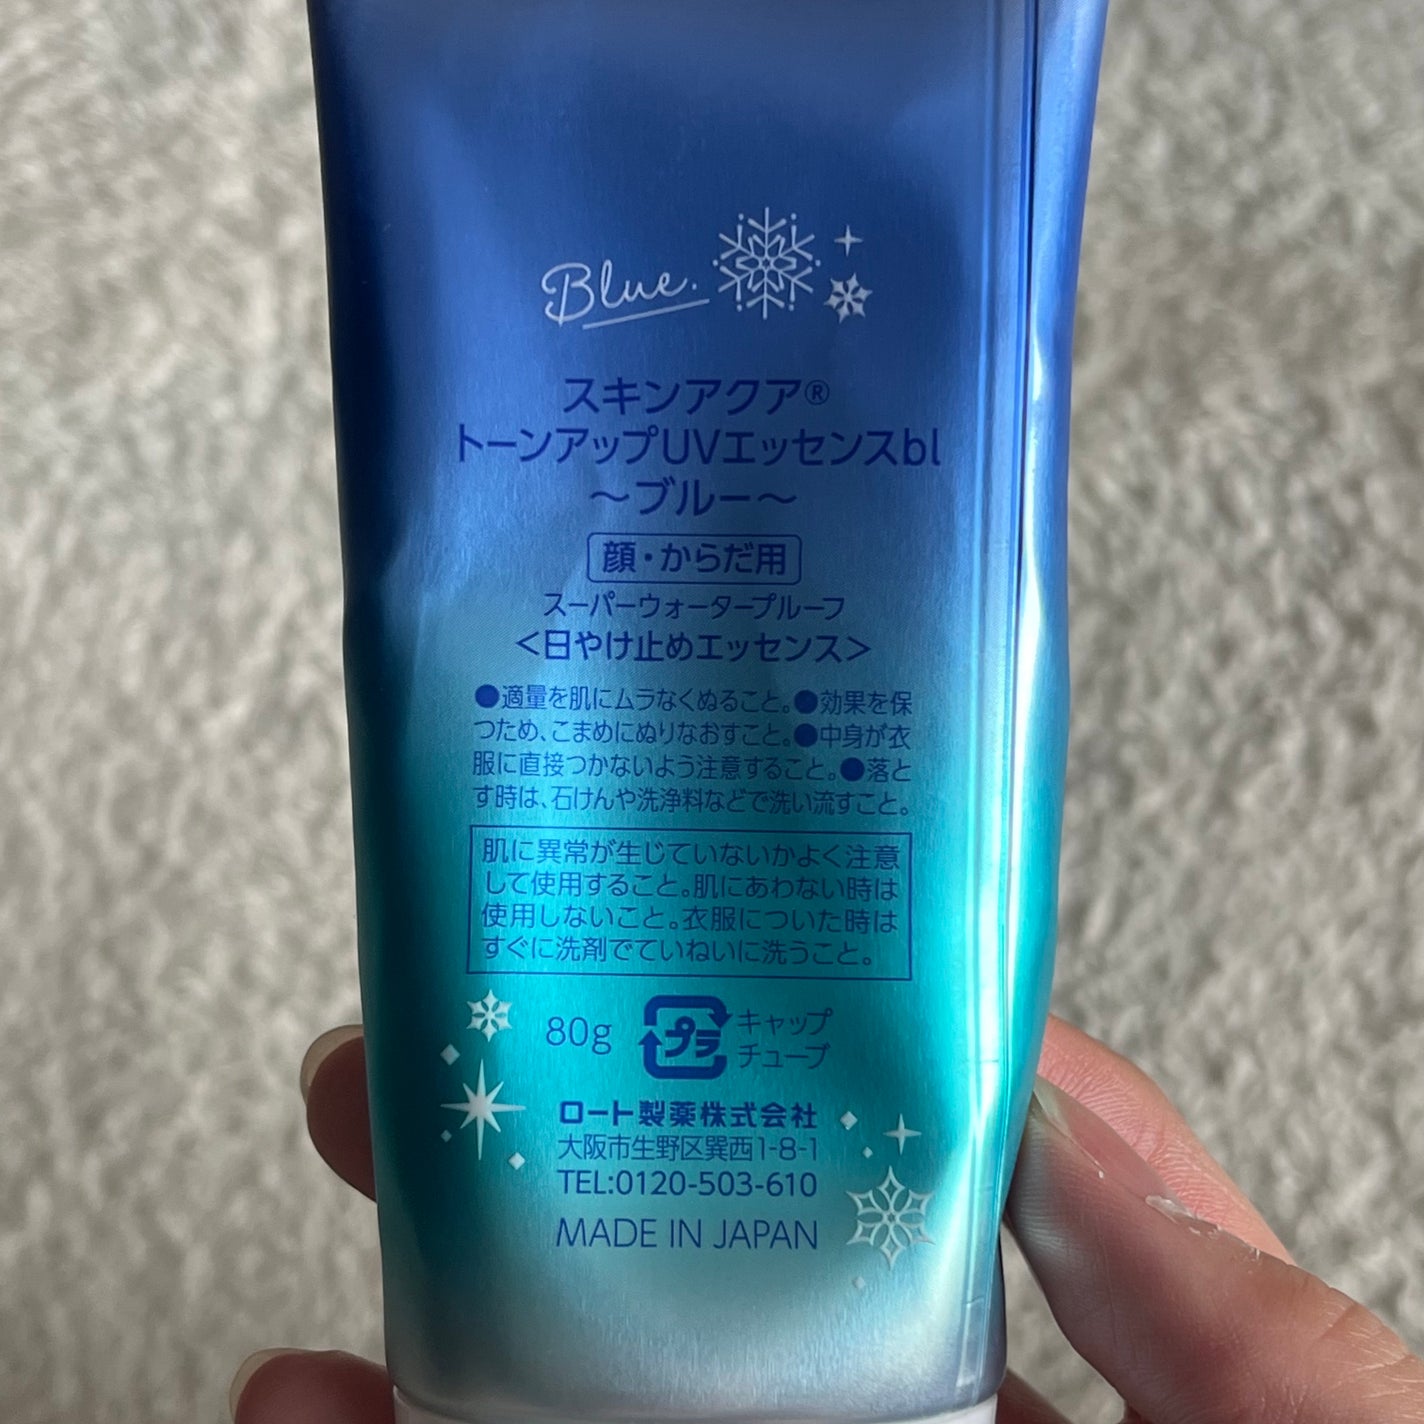 Blue.
スキンアクア®
トーンアップUVエッセンスbl
～ブルー～
顔・からだ用
スーパーウォータープルーフ
＜日やけ止めエッセンス＞
●適量を肌にムラなくぬること。●効果を保
つため、こまめにぬりなおすこと。●中身が衣
服に直接つかないよう注意すること。●落と
す時は、石けんや洗浄料などで洗い流すこと。
肌に異常が生じていないかよく注意
して使用すること。肌にあわない時は
使用しないこと。衣服についた時は
すぐに洗剤でていねいに洗うこと。
80g プラ キャップ
チューブ
ロート製薬株式会社
大阪市生野区巽西1-8-1
TEL:0120-503-610
MADE IN JAPAN